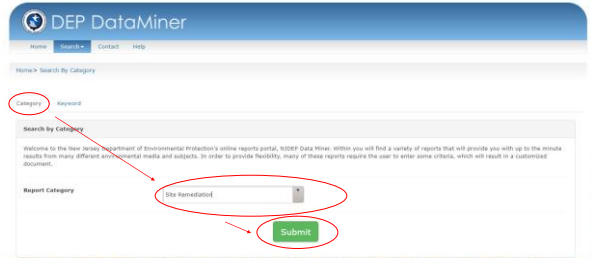 DEP DataMiner
Home Search Contact Help
Home> Search By Category
Category Keyword
Search by Category
Welcome to the New Jersey Department of Environmental Protection's online reports portal, NJDEP Data Miner. Within you will find a variety of reports that will provide you with up to the minute
results from many different environmental media and subjects. In order to provide flexibility, many of these reports require the user to enter some criteria, which will result in a customized
document.
Report Category Site Remediation
Submit